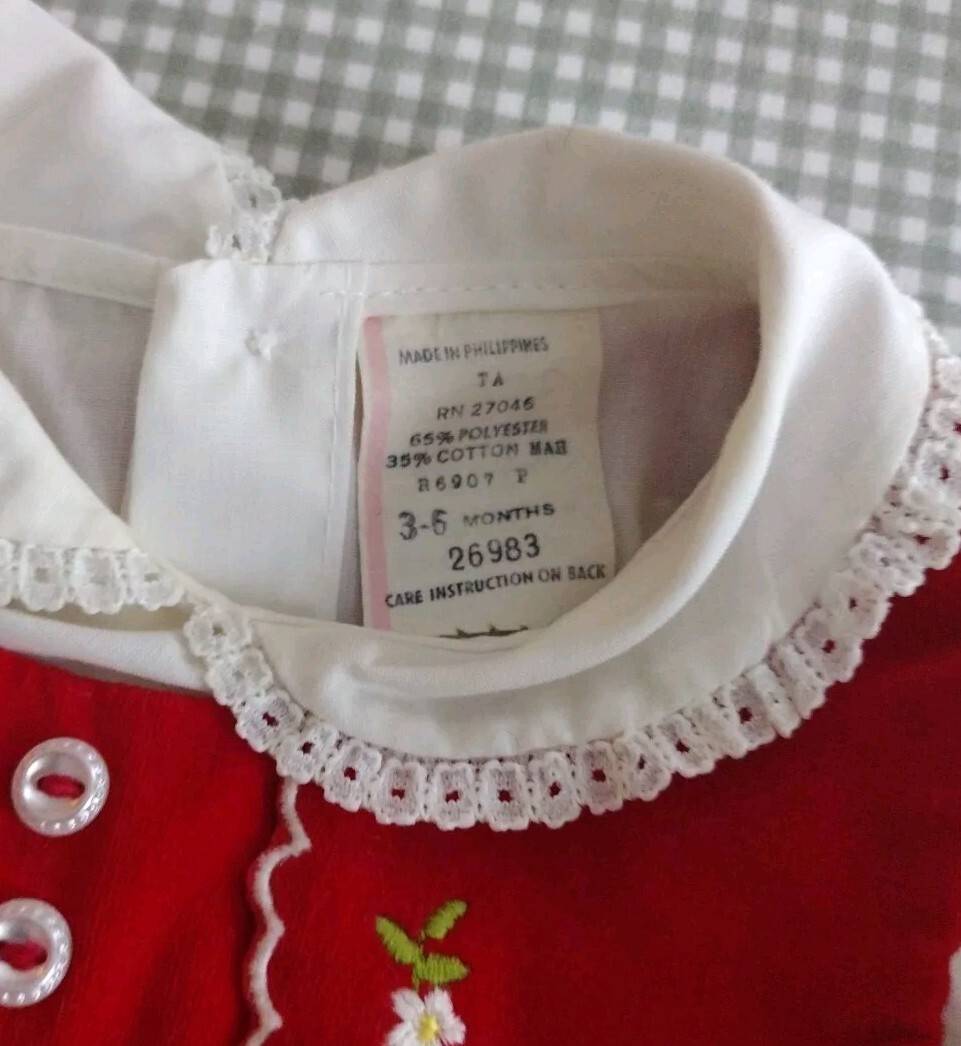 MADE IN PHILIPPINES
TA
RN 27046
65% POLYESTER
35% COTTON
R6907 P
3-6 MONTHS
26983
CARE INSTRUCTION ON BACK